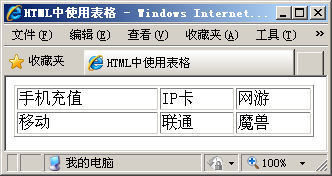 HTML中使用表格 - Windows Internet...
文件(F) 编辑(E) 查看(V) 收藏夹(A) 工具(T) »
收藏夹 HTML中使用表格
手机充值 IP卡 网游
移动 联通 魔兽
我的电脑 100%